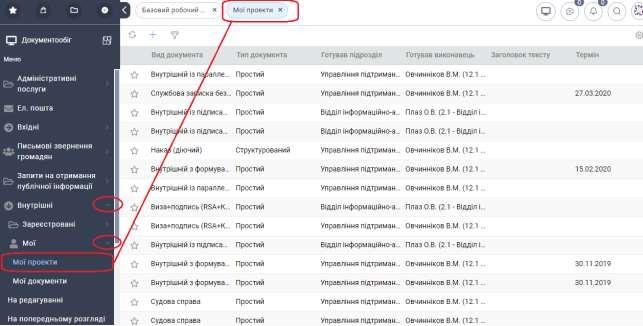 Базовий робочий ... × Мої проекти ×
0 0
Документообіг
Меню
Адміністративні
послуги
Ел. пошта
Вхідні
Письмові звернення
громадян
Запити на отримання
публічної інформації
Внутрішні
Зареєстровані
Мої
Мої проекти
Мої документи
На редагуванні
На попередньому розгляді
Вид документа Тип документа Готував підрозділ Готував виконавець Заголовок тексту Термін
Внутрішній із паралле... Простий Управління підтриман... Овчинніков В.М. (12.1 ...
Службова записка без... Простий Управління підтриман... Овчинніков В.М. (12.1 ... 27.03.2020
Внутрішній із підписа... Простий Відділ інформаційно-а... Плаз О.В. (2.1 - Відділ і...
Внутрішній із підписа... Простий Відділ інформаційно-а... Плаз О.В. (2.1 - Відділ і...
Наказ (діючий) Структурований Управління підтриман... Овчинніков В.М. (12.1 ...
Внутрішній з формува... Простий Управління підтриман... Овчинніков В.М. (12.1 ... 15.02.2020
Внутрішній із паралле... Простий Управління підтриман... Овчинніков В.М. (12.1 ...
Виза+подпись (RSA+К... Простий Відділ інформаційно-а... Плаз О.В. (2.1 - Відділ і...
Виза+подпись (RSA+К... Простий Управління підтриман... Овчинніков В.М. (12.1 ...
Внутрішній із підписа... Простий Відділ інформаційно-а... Плаз О.В. (2.1 - Відділ і...
Внутрішній з формува... Простий Управління підтриман... Овчинніков В.М. (12.1 ... 30.11.2019
Внутрішній з формува... Простий Управління підтриман... Овчинніков В.М. (12.1 ... 30.11.2019
Судова справа Простий Управління підтриман... Овчинніков В.М. (12.1 ...
Судова справа Простий Управління підтриман... Овчинніков В.М. (12.1 ...